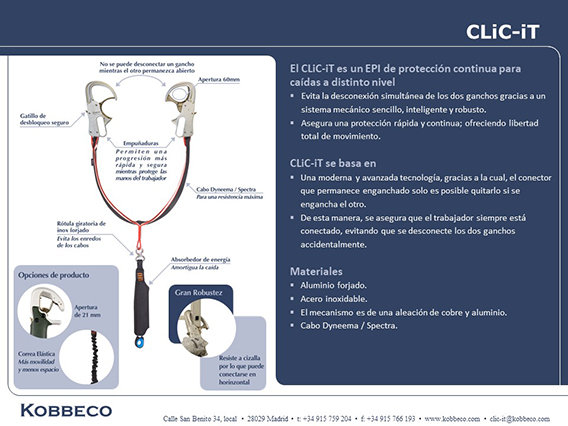 CLiC-iT
No se puede desconectar un gancho
mientras el otro permanezca abierto
Apertura 60mm
Gatillo de
desbloqueo seguro
Empuñaduras
Permiten una
progresión más
rápida y segura
mientras protege las
manos del trabajador
Cabo Dyneema / Spectra
Para una resistencia máxima
Rótula giratoria de
inox forjado
Evita los enredos
de los cabos
Absorbedor de energía
Amortigua la caída
Opciones de producto
Apertura
de 21 mm
Correa Elástica
Más movilidad
y menos espacio
Gran Robustez
Resiste a cizalla
por lo que puede
conectarse en
horinzontal
El CLiC-iT es un EPI de protección continua para
caídas a distinto nivel
▪ Evita la desconexión simultánea de los dos ganchos gracias a un
sistema mecánico sencillo, inteligente y robusto.
▪ Asegura una protección rápida y continua; ofreciendo libertad
total de movimiento.
CLiC-iT se basa en
▪ Una moderna y avanzada tecnología, gracias a la cual, el conector
que permanece enganchado solo es posible quitarlo si se
engancha el otro.
▪ De esta manera, se asegura que el trabajador siempre está
conectado, evitando que se desconecte los dos ganchos
accidentalmente.
Materiales
▪ Aluminio forjado.
▪ Acero inoxidable.
▪ El mecanismo es de una aleación de cobre y aluminio.
▪ Cabo Dyneema / Spectra.
KOBBECO
Calle San Benito 34, local • 28029 Madrid • t: +34 915 759 204 • f: +34 915 766 193 • www.kobbeco.com • clic-it@kobbeco.com